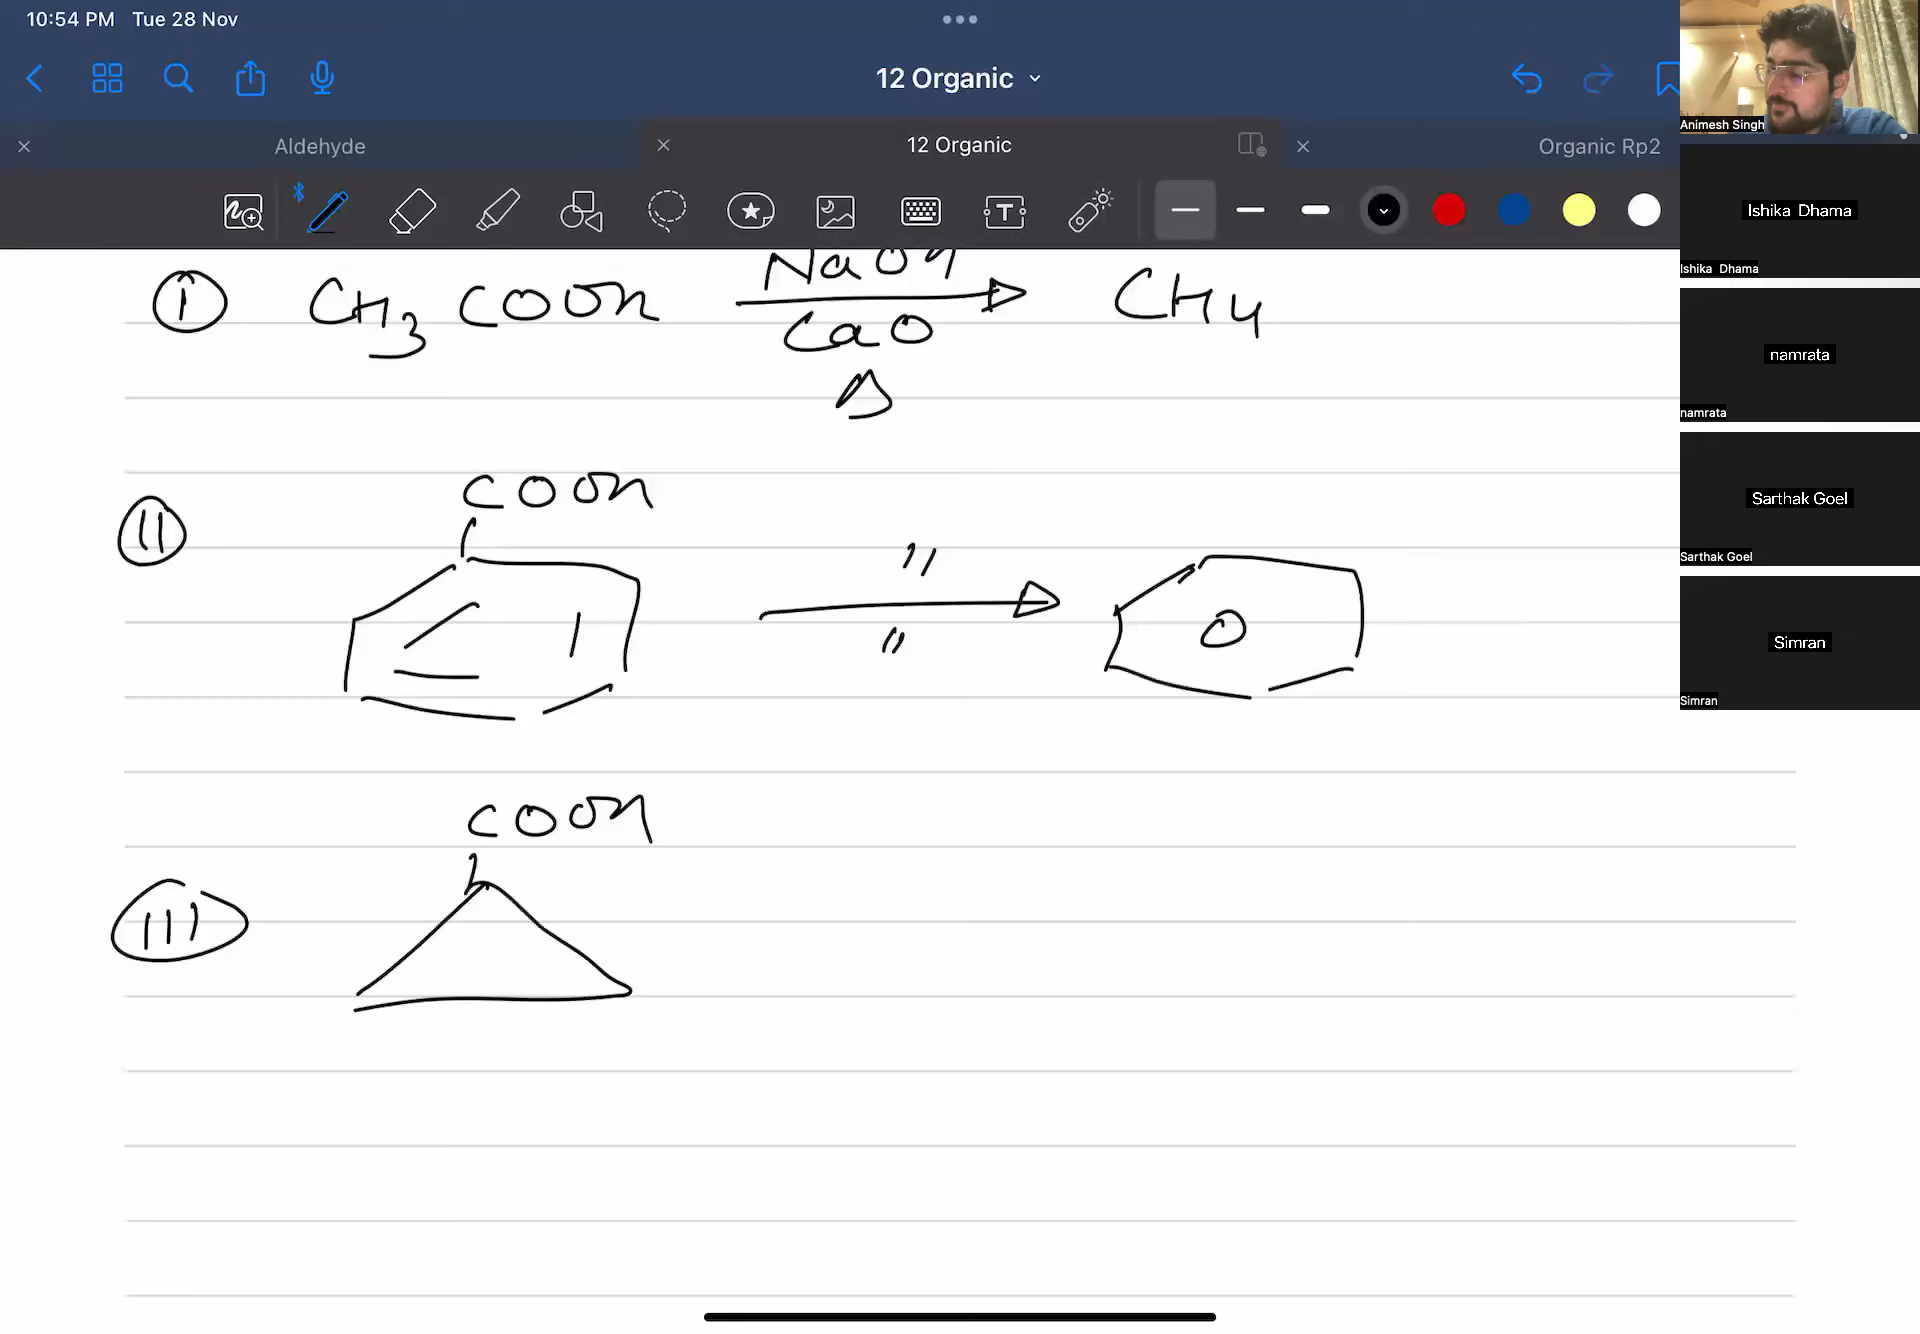 10:54 PM Tue 28 Nov
12 Organic
Aldehyde
12 Organic
Organic Rp2
T
I CH3 COOH NaOH CH4
CaO
Δ
COOH
II " O
"
COOH
III
Animesh Singh
Ishika Dhama
Ishika Dhama
namrata
namrata
Sarthak Goel
Sarthak Goel
Simran
Simran